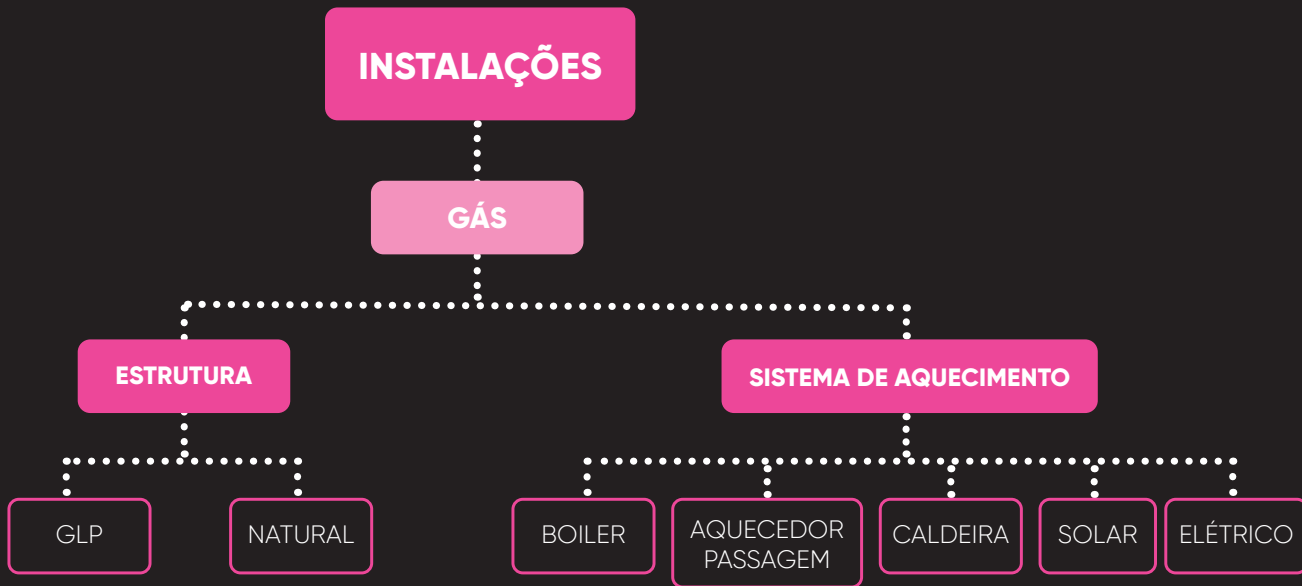 INSTALAÇÕES
GÁS
ESTRUTURA
SISTEMA DE AQUECIMENTO
GLP
NATURAL
BOILER
AQUECEDOR
PASSAGEM
CALDEIRA
SOLAR
ELÉTRICO